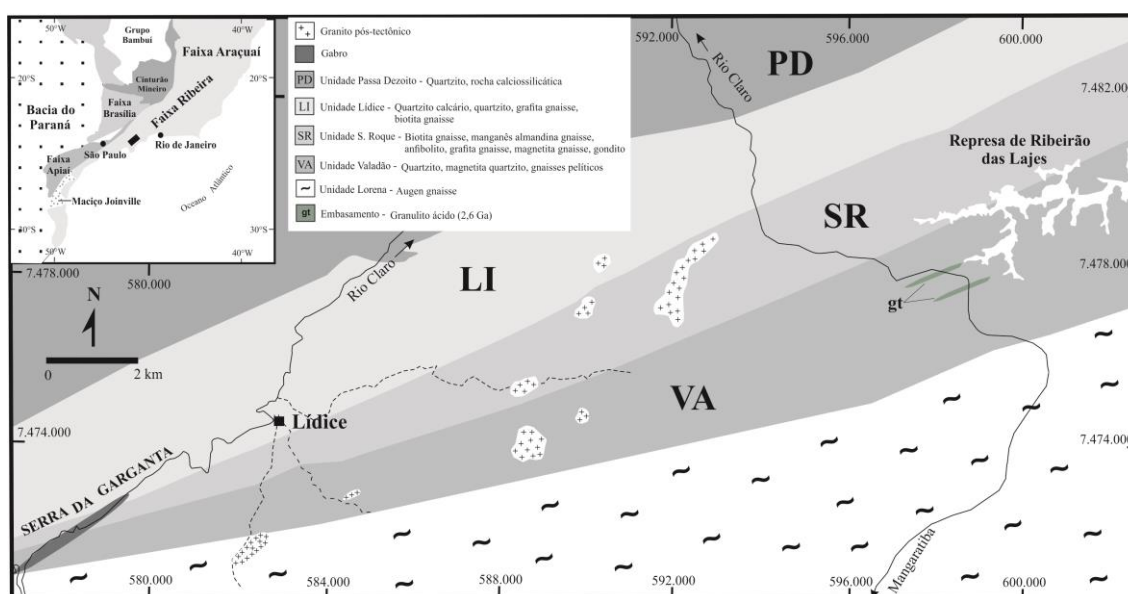 50°W
40°W
Grupo
Bambuí
Faixa Araçuaí
20°S
20°S
Cinturão
Mineiro
Faixa
Brasília
Faixa Ribeira
Bacia do
Paraná
São Paulo
Rio de Janeiro
Faixa
Apiaí
Oceano Atlântico
Maciço Joinville
30°S
30°S
50°W
40°W
Granito pós-tectônico
Gabro
PD Unidade Passa Dezoito - Quartzito, rocha calciossilicática
LI Unidade Lídice - Quartzito calcário, quartzito, grafita gnaisse,
biotita gnaisse
SR Unidade S. Roque - Biotita gnaisse, manganês almandina gnaisse,
anfibolito, grafita gnaisse, magnetita gnaisse, gondito
VA Unidade Valadão - Quartzito, magnetita quartzito, gnaisses pelíticos
Unidade Lorena - Augen gnaisse
gt Embasamento - Granulito ácido (2,6 Ga)
592.000
596.000
600.000
Rio Claro
PD
7.482.000
Represa de Ribeirão
das Lajes
SR
7.478.000
580.000
Rio Claro
LI
7.478.000
gt
N
0 2 km
VA
Lídice
7.474.000
7.474.000
SERRA DA GARGANTA
Mangaratiba
580.000
584.000
588.000
592.000
596.000
600.000